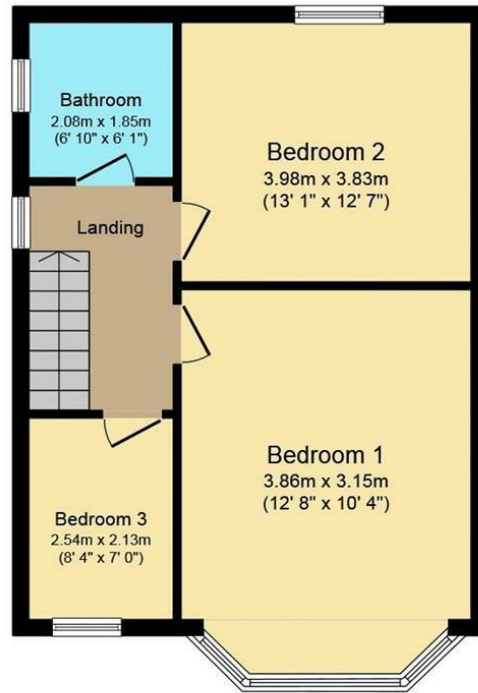 Bathroom
2.08m x 1.85m
(6' 10" x 6' 1")
Bedroom 2
3.98m x 3.83m
(13' 1" x 12' 7")
Landing
Bedroom 1
3.86m x 3.15m
(12' 8" x 10' 4")
Bedroom 3
2.54m x 2.13m
(8' 4" x 7' 0")